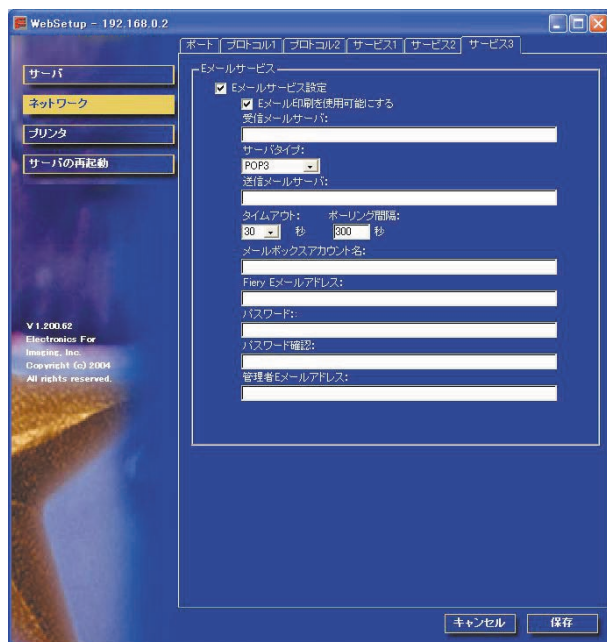 WebSetup - 192.168.0.2
ポート プロトコル1 プロトコル2 サービス1 サービス2 サービス3
サーバ
ネットワーク
プリンタ
サーバの再起動
Eメールサービス
Eメールサービス設定
Eメール印刷を使用可能にする
受信メールサーバ:
サーバタイプ:
POP3
送信メールサーバ:
タイムアウト: ポーリング間隔:
30 秒 300 秒
メールボックスアカウント名:
Fiery Eメールアドレス:
パスワード:
パスワード確認:
管理者Eメールアドレス:
V 1.200.62
Electronics For
Imaging, Inc.
Copyright (c) 2004
All rights reserved.
キャンセル 保存